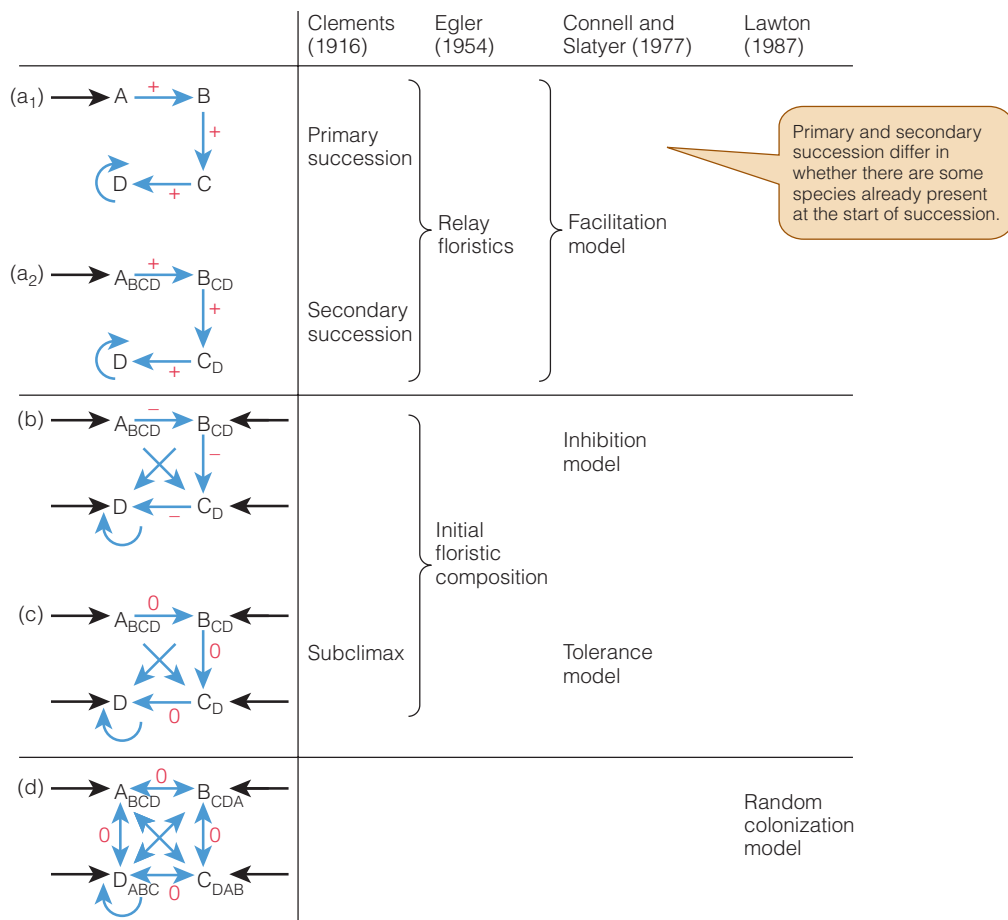 Clements
(1916)
Egler
(1954)
Connell and
Slatyer (1977)
Lawton
(1987)
(a1)
A
+
B
+
D
+
C
Primary
succession
Primary and secondary
succession differ in
whether there are some
species already present
at the start of succession.
Relay
floristics
Facilitation
model
(a2)
ABCD
+
BCD
+
D
+
CD
Secondary
succession
(b)
ABCD
–
BCD
–
D
–
CD
Inhibition
model
Initial
floristic
composition
(c)
ABCD
0
BCD
0
D
0
CD
Subclimax
Tolerance
model
(d)
ABCD
0
BCDA
0
0
DABC
0
CDAB
Random
colonization
model